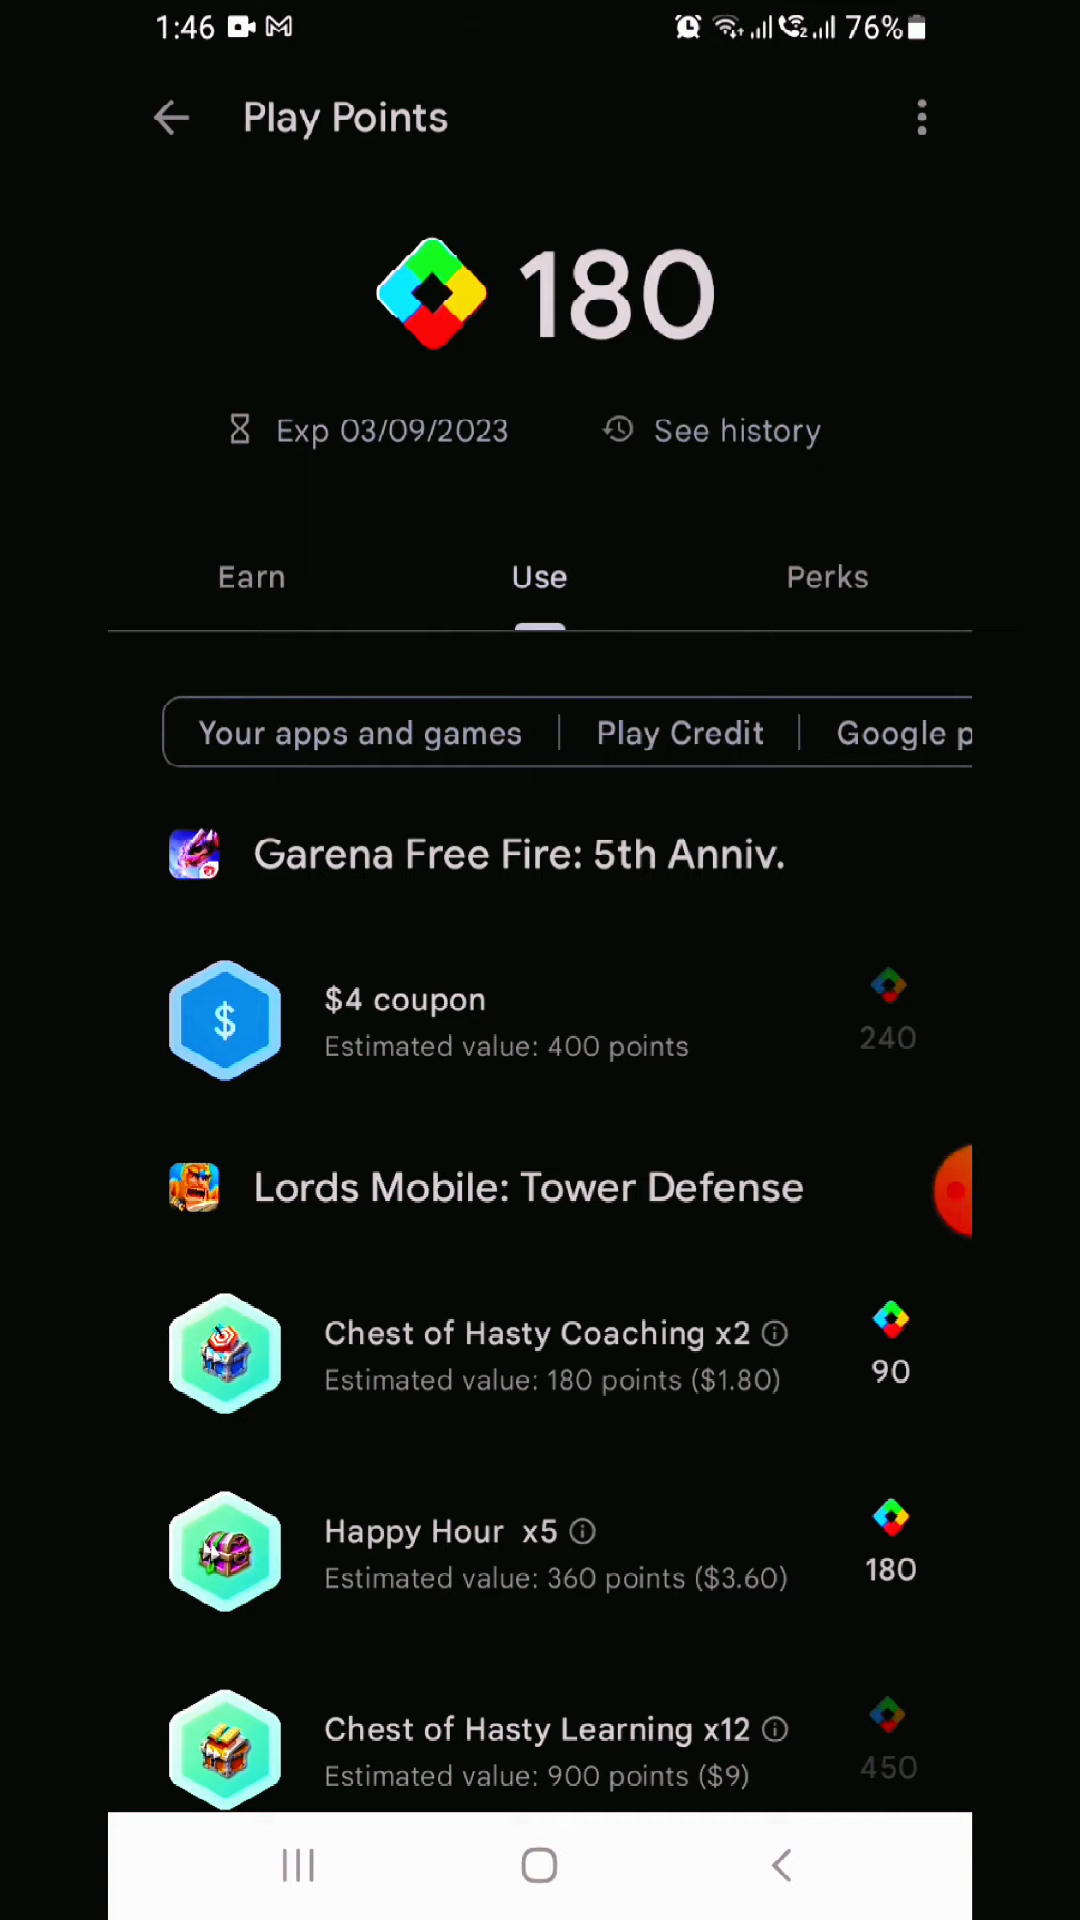 1:46 76%
Play Points
180
Exp 03/09/2023 See history
Earn Use Perks
Your apps and games Play Credit Google p
Garena Free Fire: 5th Anniv.
$
$4 coupon
Estimated value: 400 points
240
Lords Mobile: Tower Defense
Chest of Hasty Coaching x2
Estimated value: 180 points ($1.80)
90
Happy Hour x5
Estimated value: 360 points ($3.60)
180
Chest of Hasty Learning x12
Estimated value: 900 points ($9)
450